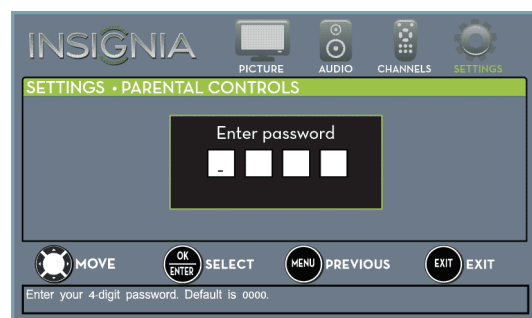 INSIGNIA
PICTURE AUDIO CHANNELS SETTINGS
SETTINGS • PARENTAL CONTROLS
Enter password
-
MOVE OK ENTER SELECT MENU PREVIOUS EXIT EXIT
Enter your 4-digit password. Default is 0000.